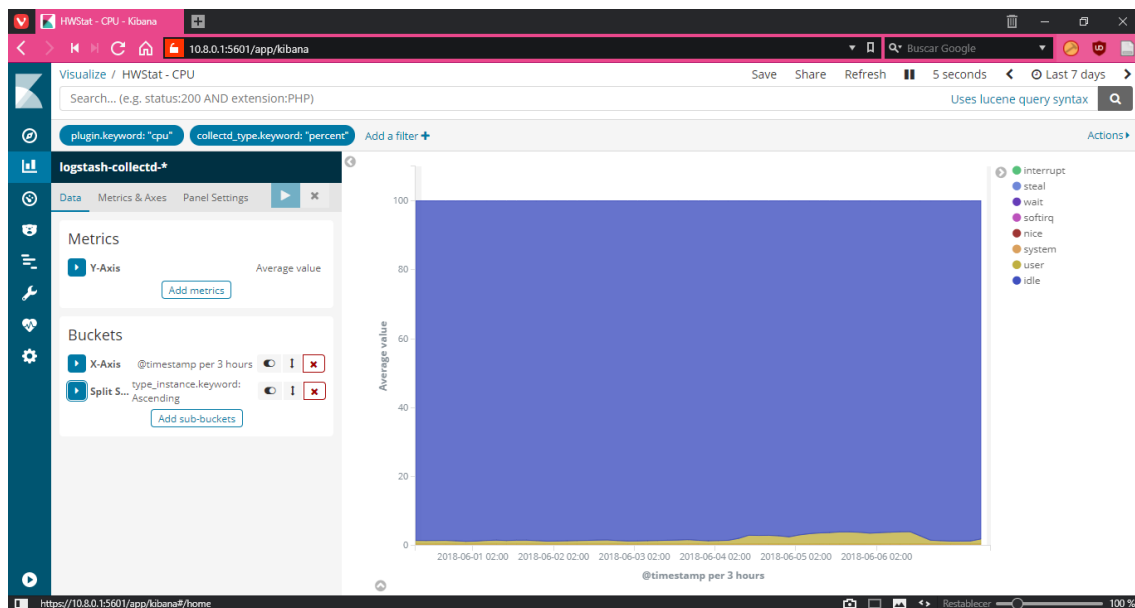 HWStat - CPU - Kibana
10.8.0.1:5601/app/kibana
Buscar Google
Visualize / HWStat - CPU
Save Share Refresh 5 seconds Last 7 days
Search... (e.g. status:200 AND extension:PHP)
Uses lucene query syntax
plugin.keyword: "cpu" collectd_type.keyword: "percent" Add a filter +
Actions
logstash-collectd-*
Data Metrics & Axes Panel Settings
Metrics
Y-Axis Average value
Add metrics
Buckets
X-Axis @timestamp per 3 hours
Split S... type_instance.keyword:
Ascending
Add sub-buckets
100
80
60
40
20
0
Average value
2018-06-01 02:00 2018-06-02 02:00 2018-06-03 02:00 2018-06-04 02:00 2018-06-05 02:00 2018-06-06 02:00
@timestamp per 3 hours
interrupt
steal
wait
softirq
nice
system
user
idle
https://10.8.0.1:5601/app/kibana#/home
Restablecer
100 %